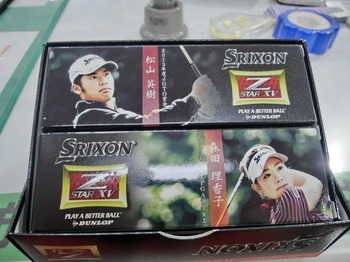 松山 英樹
SRIXON
Z
STAR XV
PLAY A BETTER BALL
DUNLOP
SRIXON
Z
STAR XV
PLAY A BETTER BALL
DUNLOP
森田 理香子
SRIXON